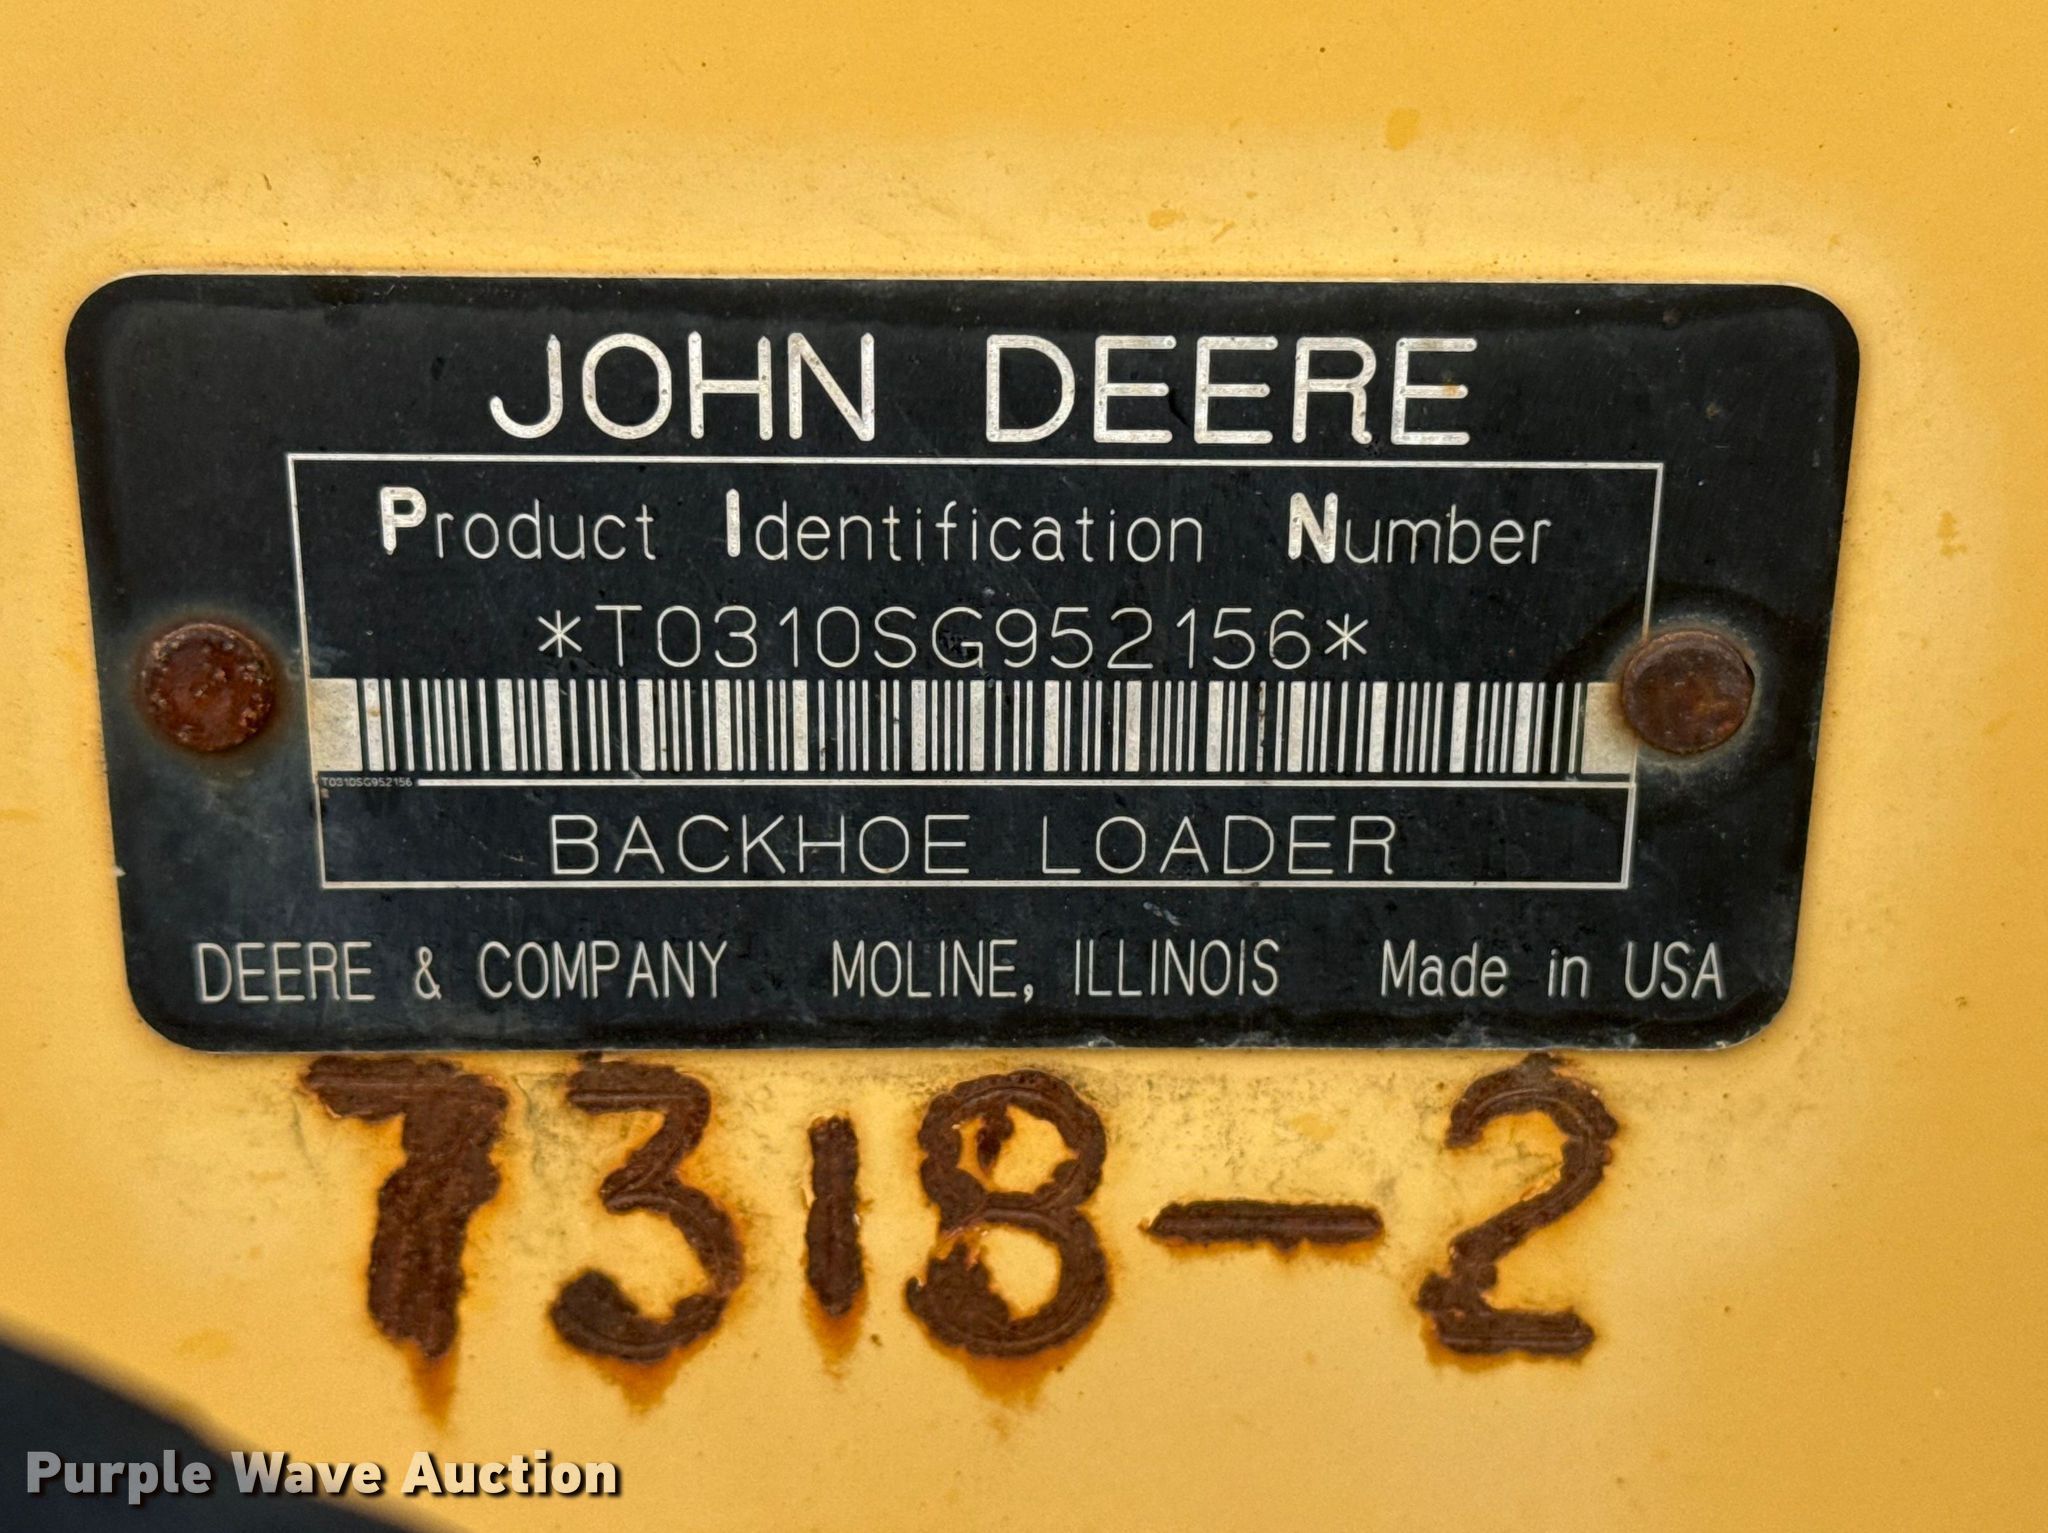 JOHN DEERE
Product Identification Number
*T0310SG952156*
T0310SG952156
BACKHOE LOADER
DEERE & COMPANY MOLINE, ILLINOIS Made in USA
7318-2
Purple Wave Auction